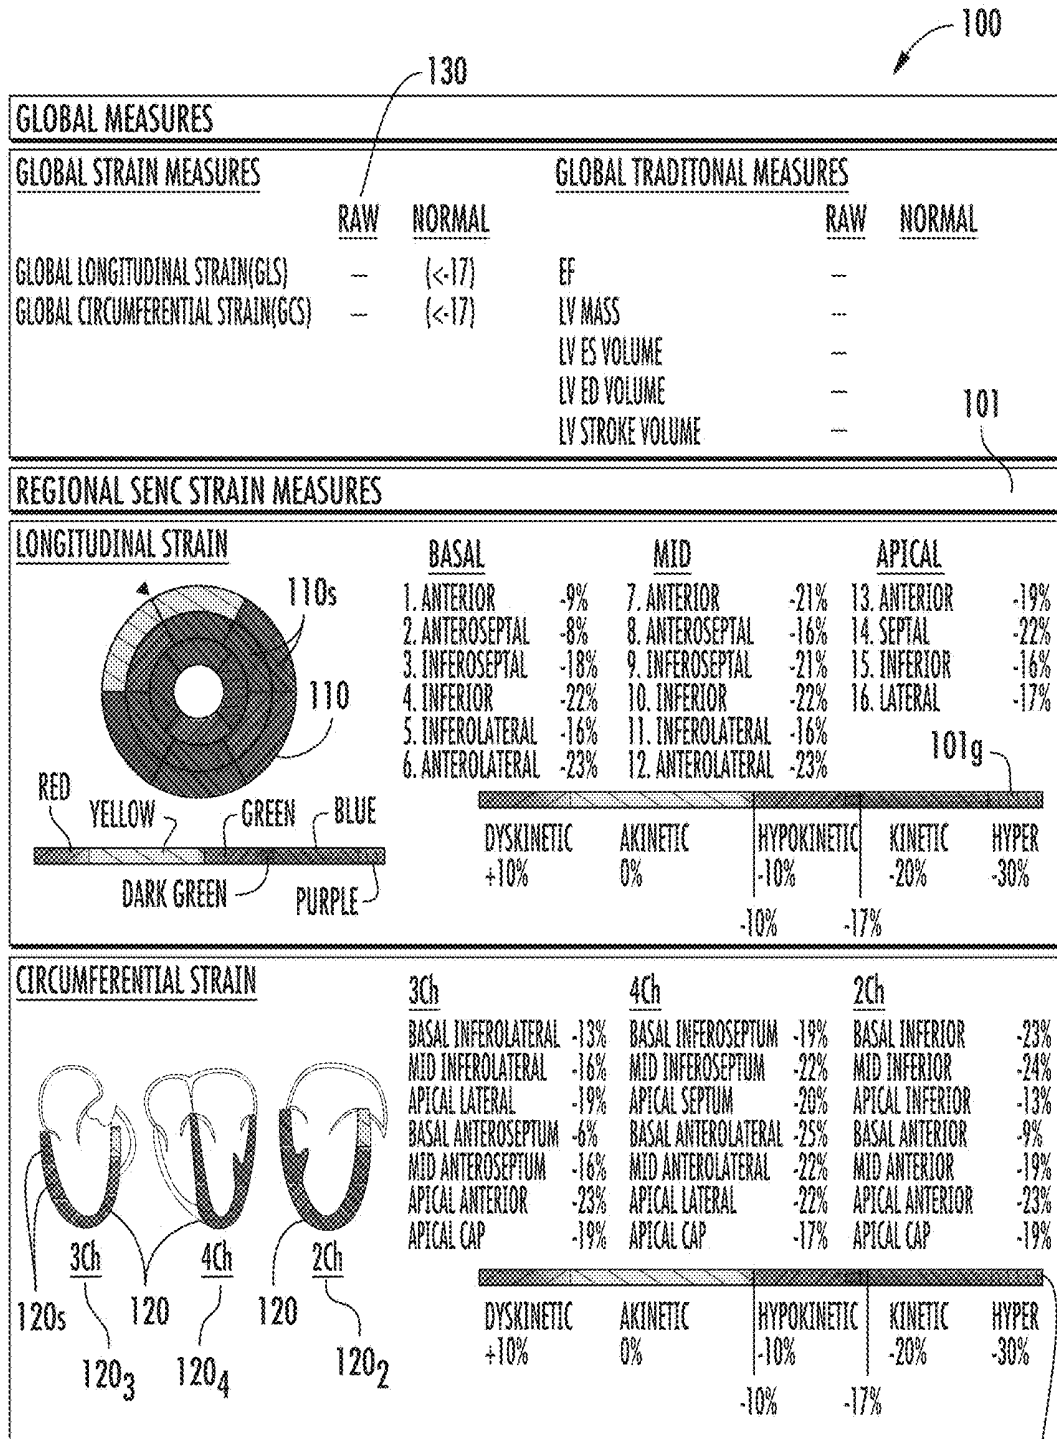 100
130
GLOBAL MEASURES
GLOBAL STRAIN MEASURES
RAW NORMAL
GLOBAL LONGITUDINAL STRAIN(GLS) — (<-17)
GLOBAL CIRCUMFERENTIAL STRAIN(GCS) — (<-17)
GLOBAL TRADITONAL MEASURES
RAW NORMAL
EF —
LV MASS —
LV ES VOLUME —
LV ED VOLUME —
LV STROKE VOLUME —
101
REGIONAL SENC STRAIN MEASURES
LONGITUDINAL STRAIN
110s
110
RED
YELLOW
GREEN
BLUE
DARK GREEN
PURPLE
BASAL
1. ANTERIOR -9%
2. ANTEROSEPTAL -8%
3. INFEROSEPTAL -18%
4. INFERIOR -22%
5. INFEROLATERAL -16%
6. ANTEROLATERAL -23%
MID
7. ANTERIOR -21%
8. ANTEROSEPTAL -16%
9. INFEROSEPTAL -21%
10. INFERIOR -22%
11. INFEROLATERAL -16%
12. ANTEROLATERAL -23%
APICAL
13. ANTERIOR -19%
14. SEPTAL -22%
15. INFERIOR -16%
16. LATERAL -17%
101g
DYSKINETIC AKINETIC HYPOKINETIC KINETIC HYPER
+10% 0% -10% -20% -30%
-10% -17%
CIRCUMFERENTIAL STRAIN
3Ch
4Ch
2Ch
120s
120
120
120₃
120₄
120₂
3Ch
BASAL INFEROLATERAL -13%
MID INFEROLATERAL -16%
APICAL LATERAL -19%
BASAL ANTEROSEPTUM -6%
MID ANTEROSEPTUM -16%
APICAL ANTERIOR -23%
APICAL CAP -19%
4Ch
BASAL INFEROSEPTUM -19%
MID INFEROSEPTUM -22%
APICAL SEPTUM -20%
BASAL ANTEROLATERAL -25%
MID ANTEROLATERAL -22%
APICAL LATERAL -22%
APICAL CAP -17%
2Ch
BASAL INFERIOR -23%
MID INFERIOR -24%
APICAL INFERIOR -13%
BASAL ANTERIOR -9%
MID ANTERIOR -19%
APICAL ANTERIOR -23%
APICAL CAP -19%
DYSKINETIC AKINETIC HYPOKINETIC KINETIC HYPER
+10% 0% -10% -20% -30%
-10% -17%